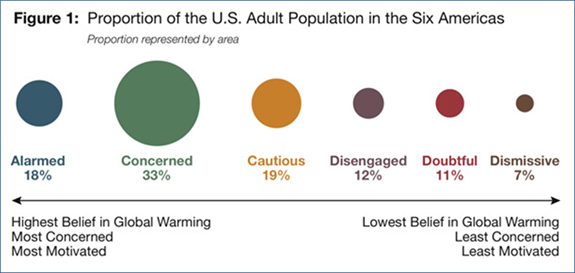 Figure 1: Proportion of the U.S. Adult Population in the Six Americas
Proportion represented by area
Alarmed Concerned Cautious Disengaged Doubtful Dismissive
18% 33% 19% 12% 11% 7%
Highest Belief in Global Warming Lowest Belief in Global Warming
Most Concerned Least Concerned
Most Motivated Least Motivated